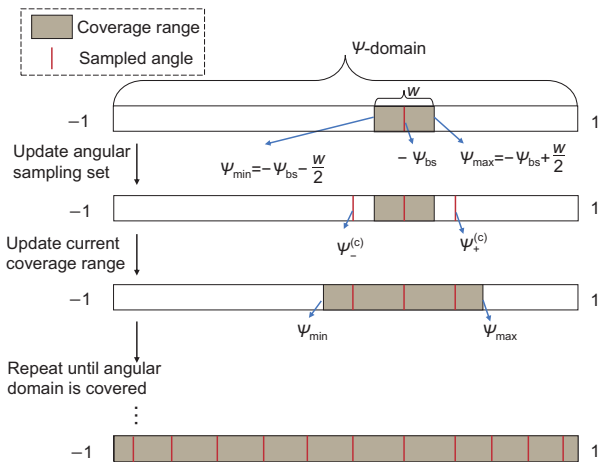 Coverage range
Sampled angle
Ψ-domain
w
−1
1
Ψmin=−Ψbs−w/2
−Ψbs
Ψmax=−Ψbs+w/2
Update angular
sampling set
−1
1
Ψ−(c)
Ψ+(c)
Update current
coverage range
−1
1
Ψmin
Ψmax
Repeat until angular
domain is covered
⋮
−1
1